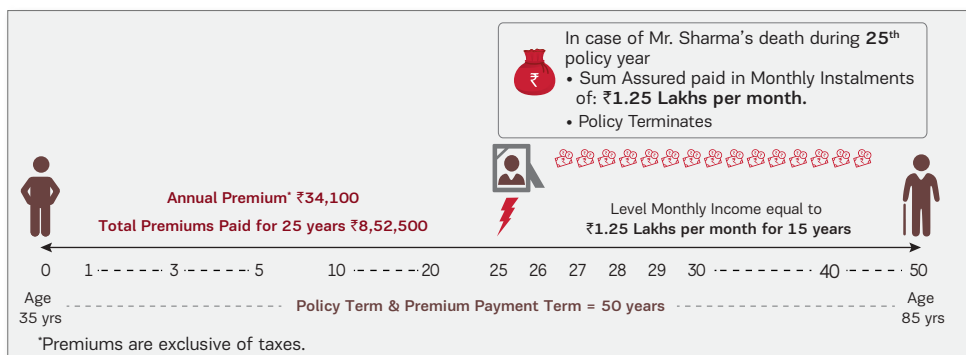 In case of Mr. Sharma's death during 25th
policy year
• Sum Assured paid in Monthly Instalments
of: ₹1.25 Lakhs per month.
• Policy Terminates
₹
Annual Premium* ₹34,100
Total Premiums Paid for 25 years ₹8,52,500
Level Monthly Income equal to
₹1.25 Lakhs per month for 15 years
0 1 - - - - - - 3 - - - - - - 5 10 - - - - - - 20 25 26 27 28 29 30 - - - - - - - - - 40 - - - - - - 50
Age
35 yrs
Policy Term & Premium Payment Term = 50 years
Age
85 yrs
*Premiums are exclusive of taxes.